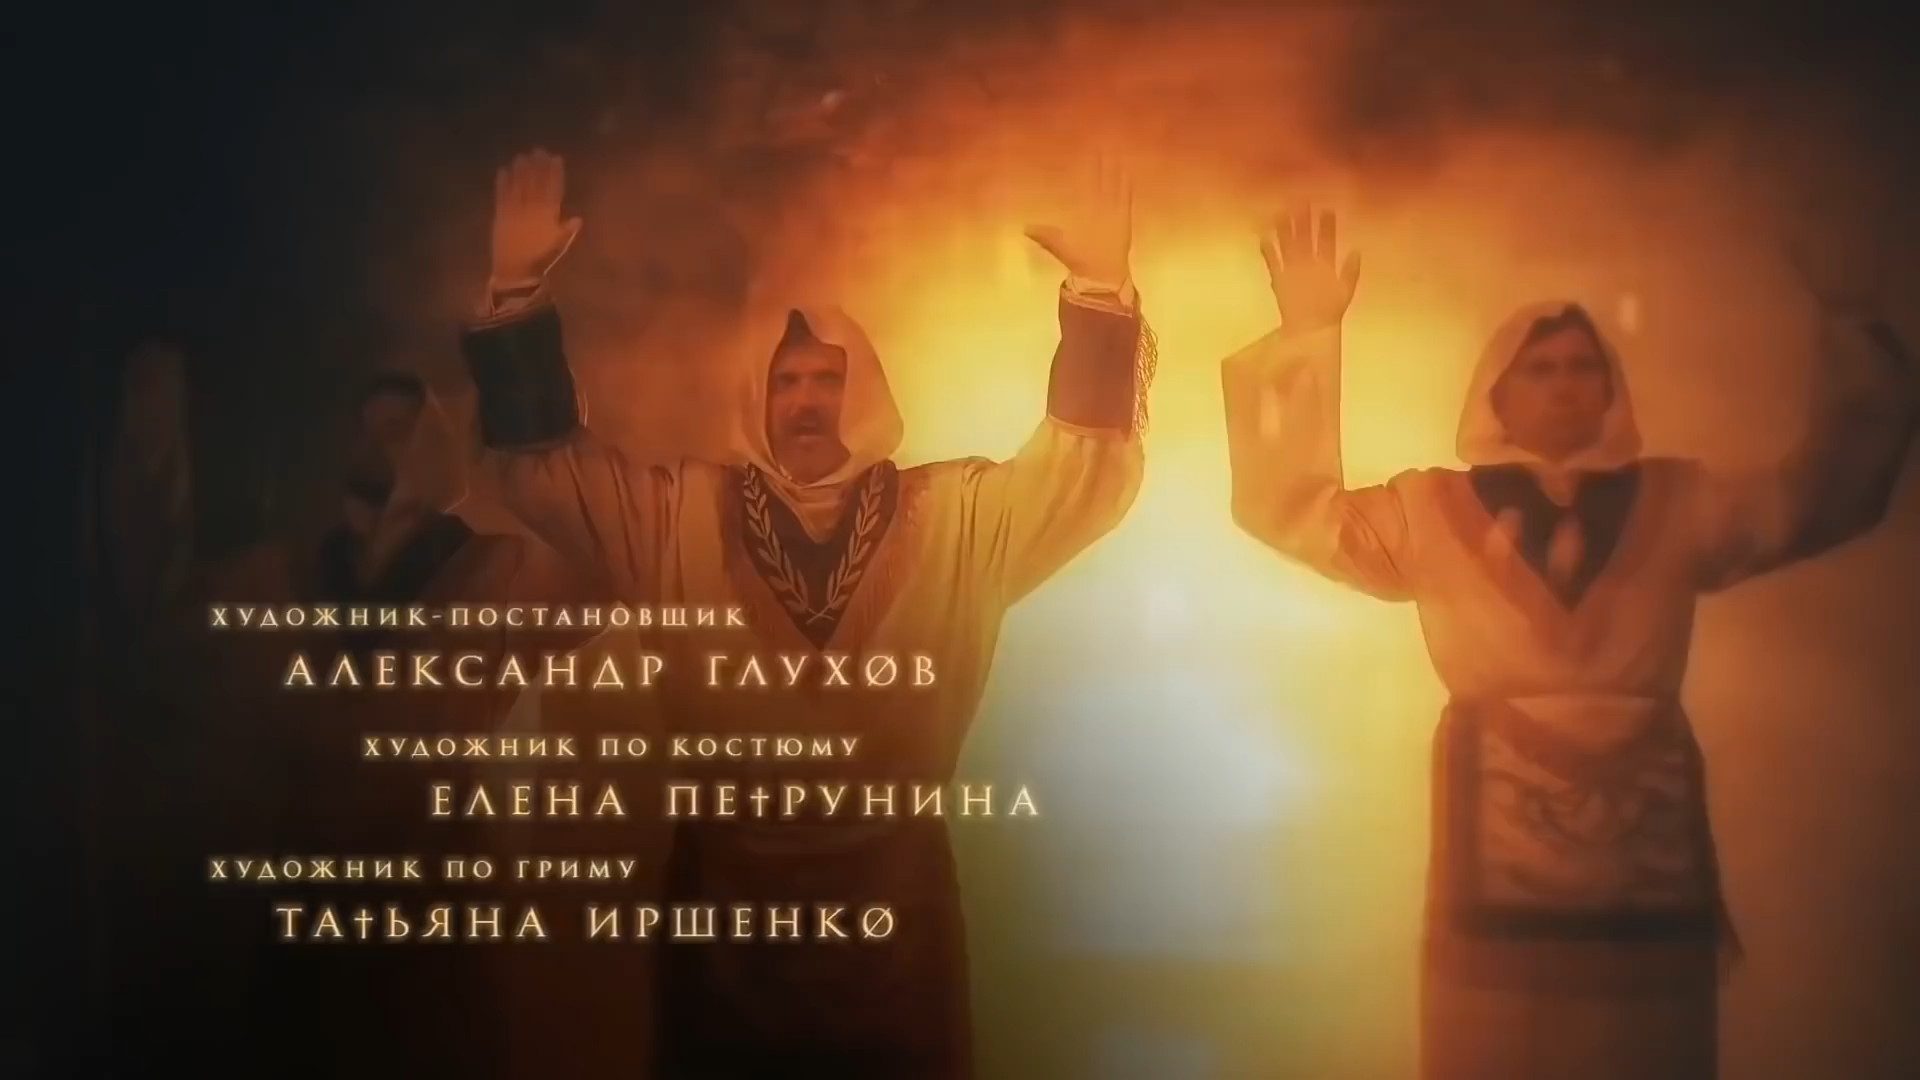 ХУДОЖНИК-ПОСТАНОВЩИК
АЛЕКСАНДР ГЛУХØВ
ХУДОЖНИК ПО КОСТЮМУ
ЕЛЕНА ПЕ†РУНИНА
ХУДОЖНИК ПО ГРИМУ
ТА†ЬЯНА ИРШЕНКØ